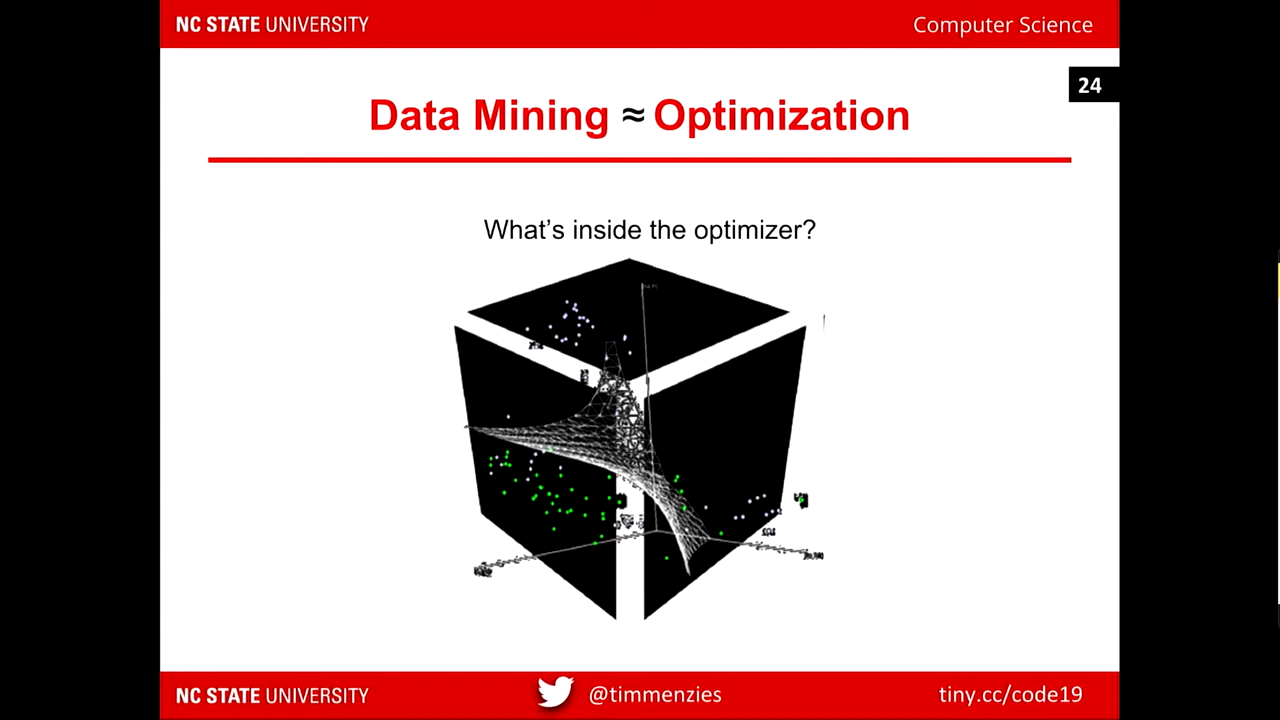 NC STATE UNIVERSITY
Computer Science
24
Data Mining ≈ Optimization
What's inside the optimizer?
NC STATE UNIVERSITY
@timmenzies
tiny.cc/code19